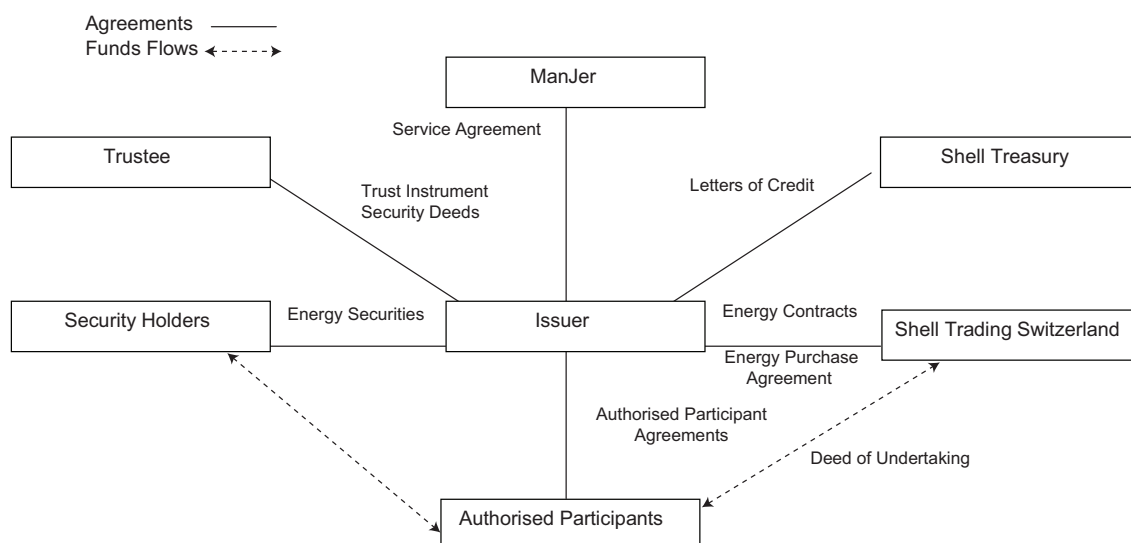 Agreements
Funds Flows
ManJer
Service Agreement
Trustee
Shell Treasury
Trust Instrument
Security Deeds
Letters of Credit
Security Holders
Energy Securities
Issuer
Energy Contracts
Shell Trading Switzerland
Energy Purchase
Agreement
Authorised Participant
Agreements
Deed of Undertaking
Authorised Participants